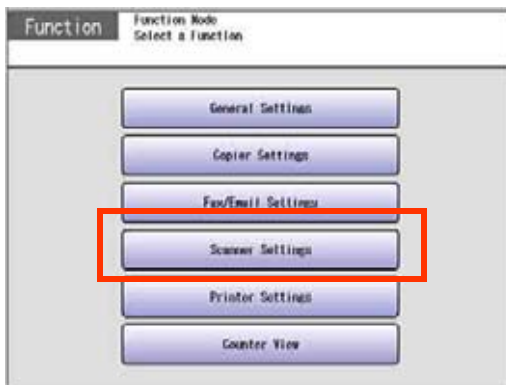 Function
Function Mode
Select a function
General Settings
Copier Settings
Fax/Email Settings
Scanner Settings
Printer Settings
Counter View